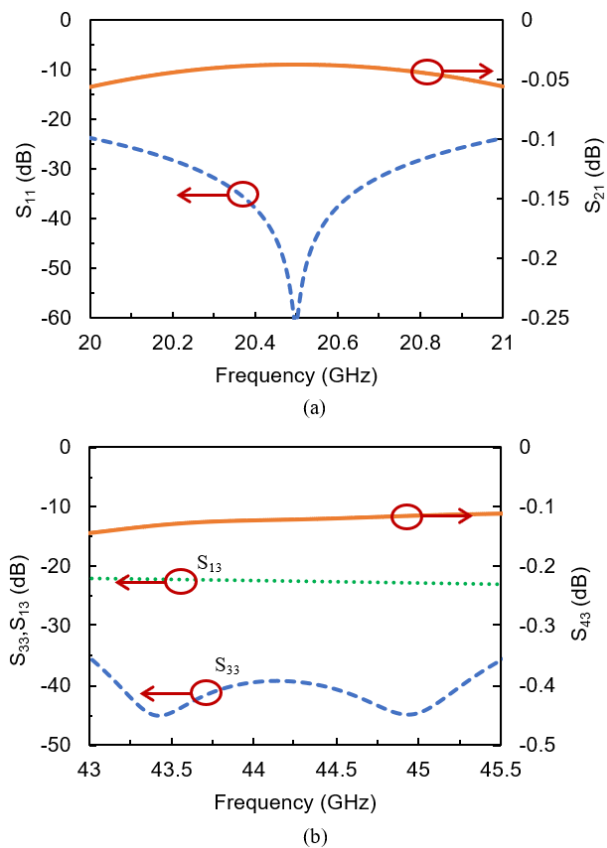 0 0
-10 -0.05
-20 -0.1
-30 -0.15
-40 -0.2
-50
-60 -0.25
S11 (dB)
S21 (dB)
20 20.2 20.4 20.6 20.8 21
Frequency (GHz)
(a)
0 0
-10 -0.1
-20 -0.2
-30 -0.3
-40 -0.4
-50 -0.5
S33,S13 (dB)
S43 (dB)
S13
S33
43 43.5 44 44.5 45 45.5
Frequency (GHz)
(b)